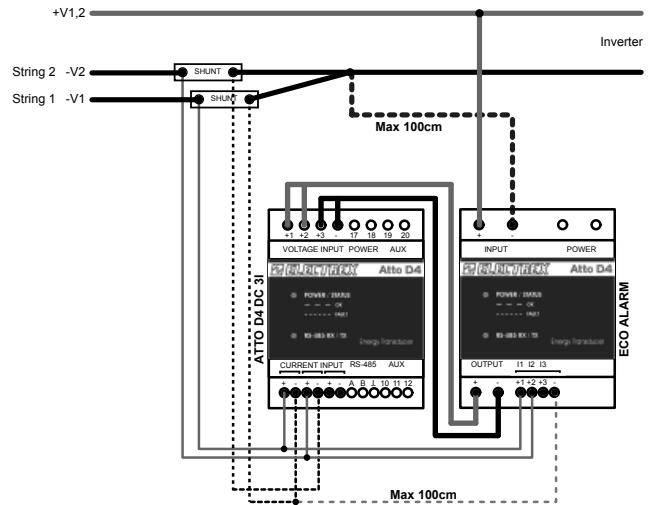 +V1,2
Inverter
String 2 -V2
SHUNT
String 1 -V1
SHUNT
Max 100cm
+1 +2 +3 - 17 18 19 20
VOLTAGE INPUT POWER AUX
ELECTREX Atto D4
POWER / STATUS
OK
FAULT
RS-485 RX / TX
Energy Transducer
CURRENT INPUT RS-485 AUX
+ - + - + - A B ⊥ 10 11 12
ATTO D4 DC 3I
+ -
INPUT POWER
ELECTREX Atto D4
POWER / STATUS
OK
FAULT
RS-485 RX / TX
Energy Transducer
OUTPUT I1 I2 I3
+ - +1 +2 +3 -
ECO ALARM
Max 100cm